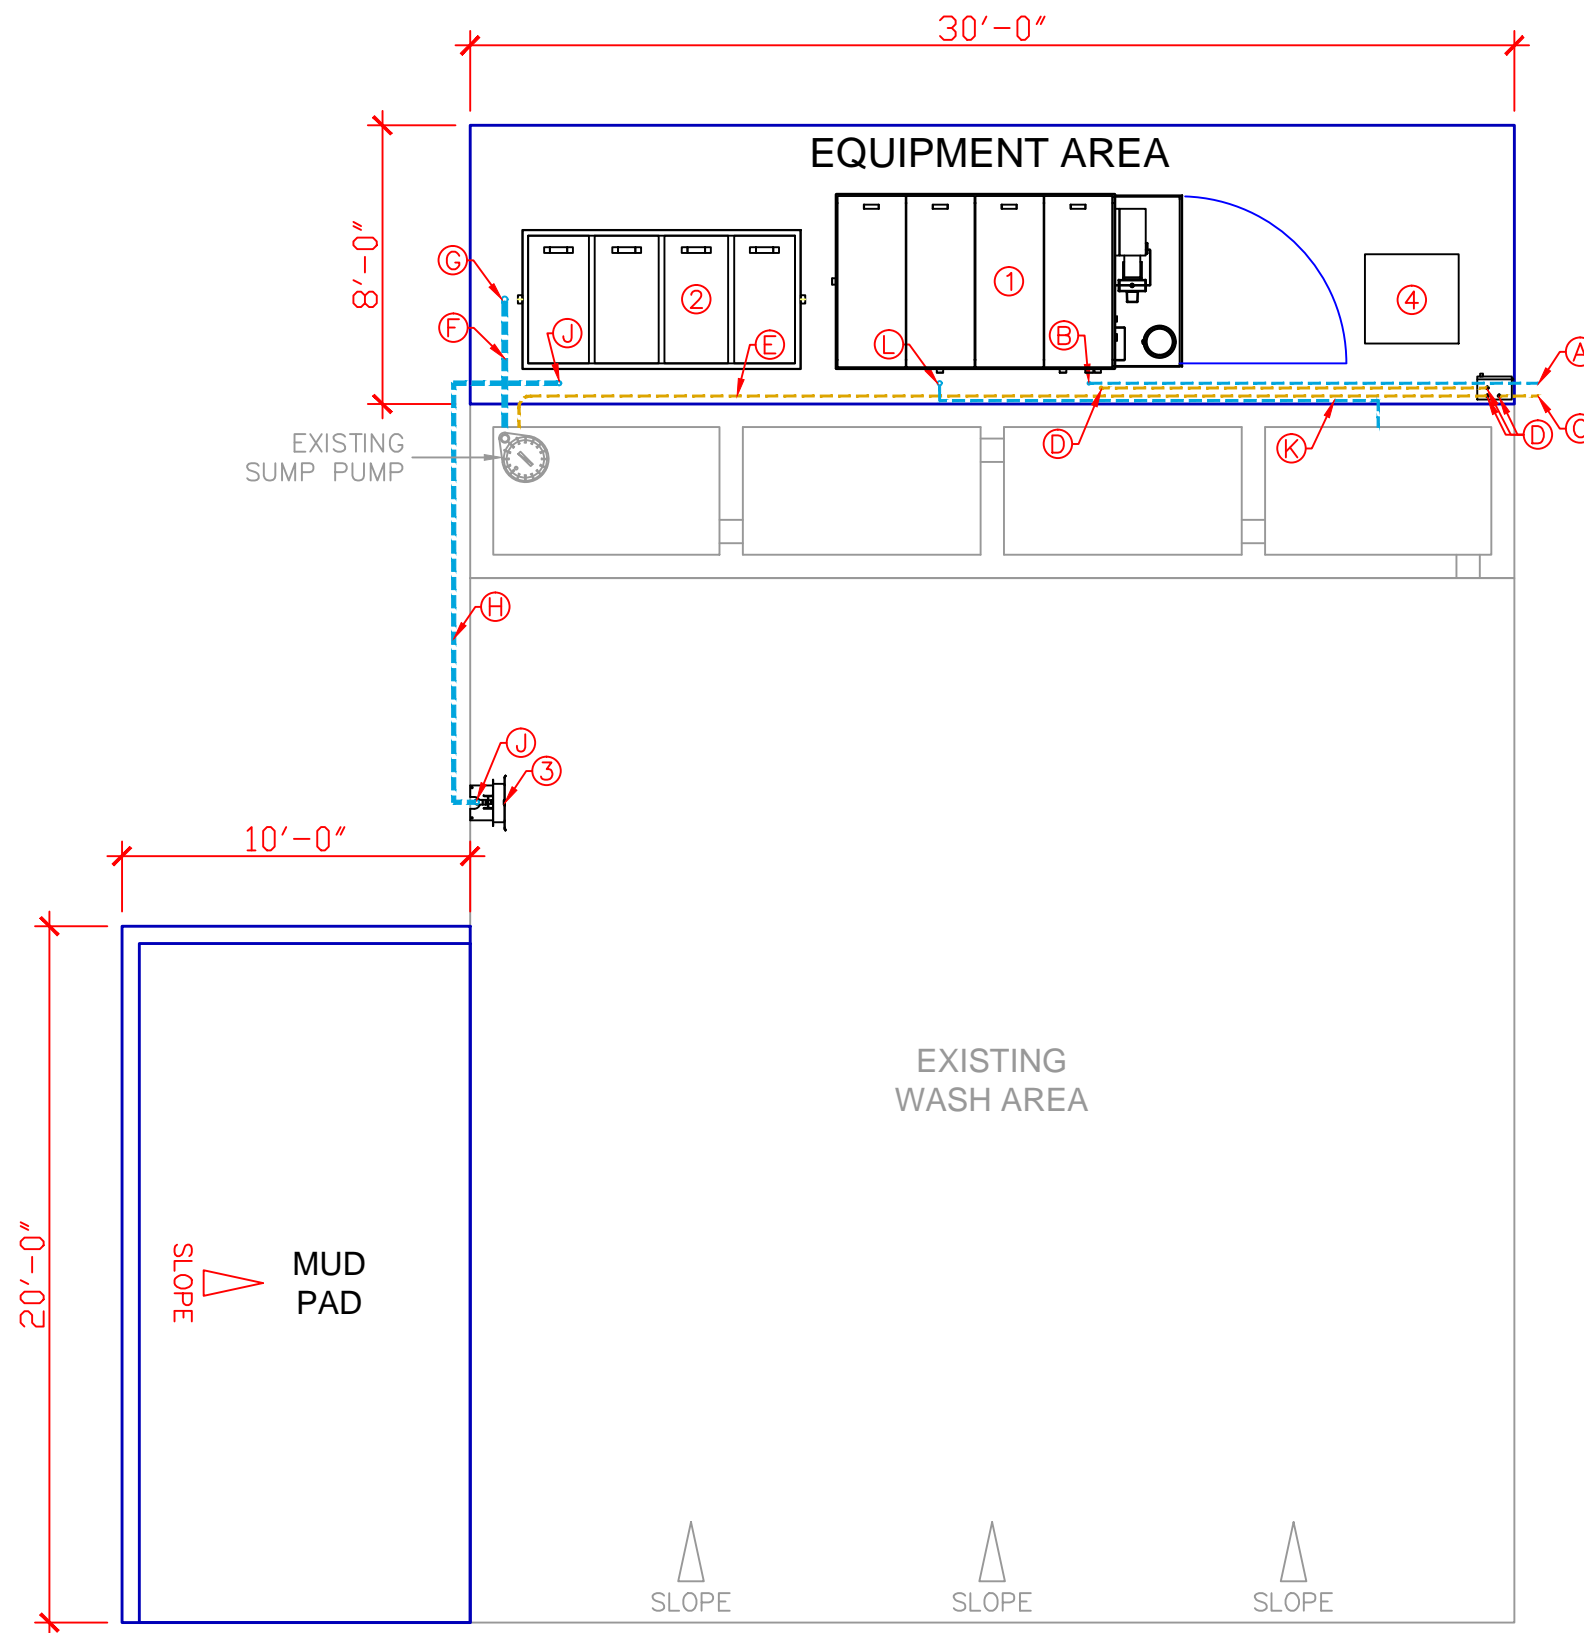 30'-0"
EQUIPMENT AREA
8'-0"
G
F
J
2
E
1
L
B
4
A
D
K
D
C
EXISTING
SUMP PUMP
H
J
3
10'-0"
20'-0"
SLOPE
MUD
PAD
EXISTING
WASH AREA
SLOPE
SLOPE
SLOPE